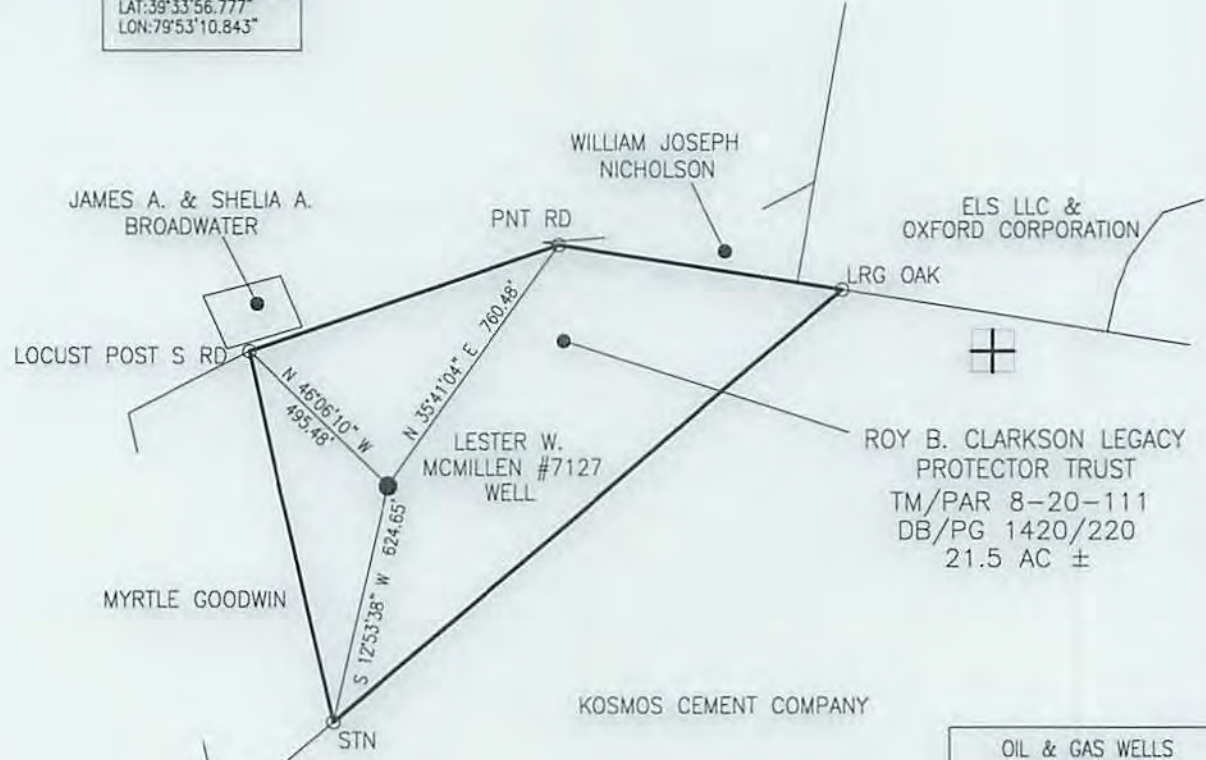 LAT:39°33'56.777"
LON:79°53'10.843"
WILLIAM JOSEPH
NICHOLSON
JAMES A. & SHELIA A.
BROADWATER
PNT RD
ELS LLC &
OXFORD CORPORATION
LRG OAK
LOCUST POST S RD
N 46°06'10" W
495.48'
N 35°41'04" E 760.48'
LESTER W.
MCMILLEN #7127
WELL
ROY B. CLARKSON LEGACY
PROTECTOR TRUST
TM/PAR 8-20-111
DB/PG 1420/220
21.5 AC ±
S 12°53'38" W 624.65'
MYRTLE GOODWIN
KOSMOS CEMENT COMPANY
STN
OIL & GAS WELLS